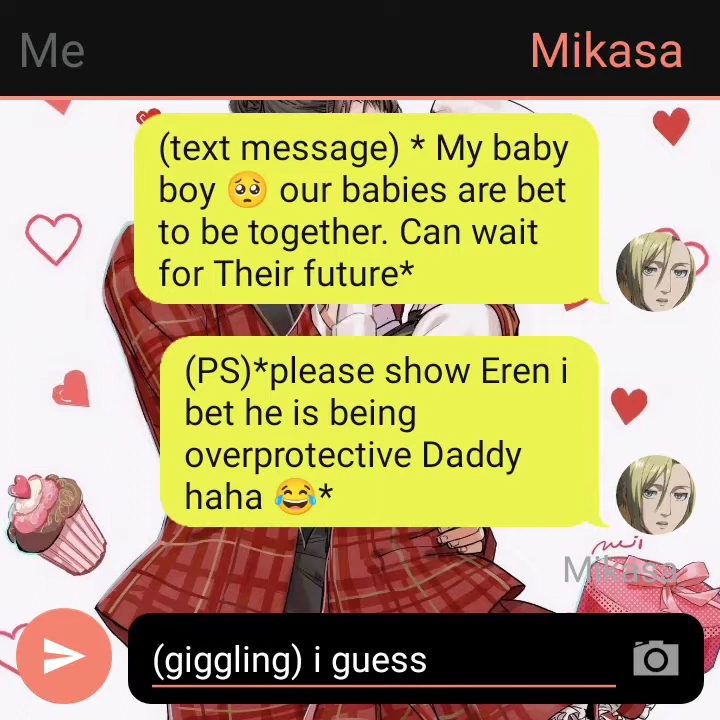 Me
Mikasa
(text message) * My baby
boy 🥺 our babies are bet
to be together. Can wait
for Their future*
(PS)*please show Eren i
bet he is being
overprotective Daddy
haha 😂*
Mikasa
(giggling) i guess